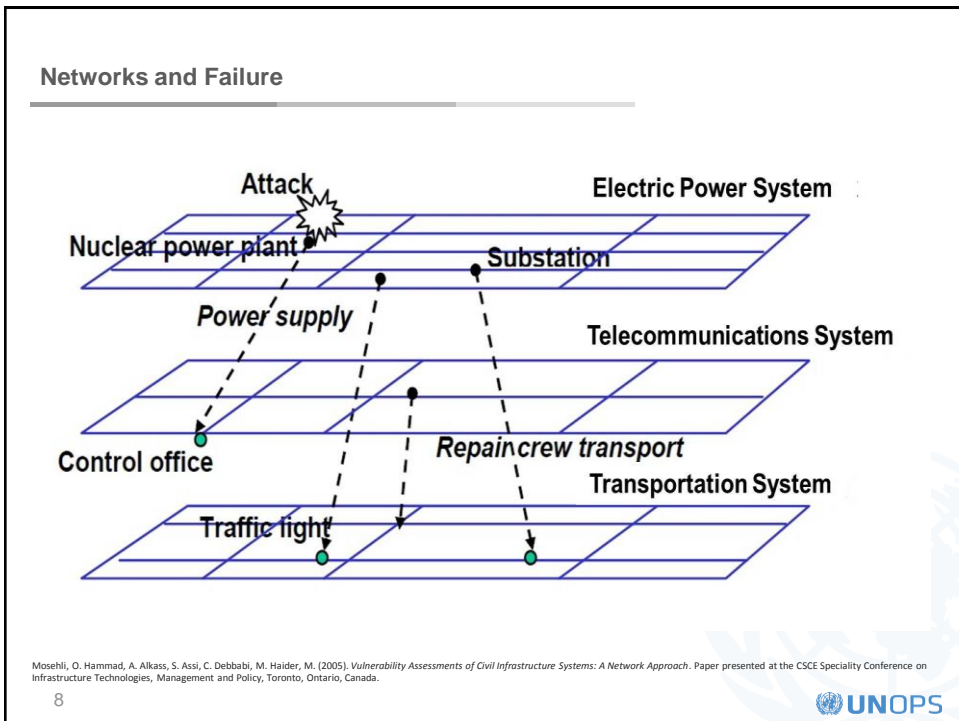 Networks and Failure
Attack
Electric Power System
Nuclear power plant
Substation
Power supply
Telecommunications System
Repair crew transport
Control office
Transportation System
Traffic light
Mosehli, O. Hammad, A. Alkass, S. Assi, C. Debbabi, M. Haider, M. (2005). Vulnerability Assessments of Civil Infrastructure Systems: A Network Approach. Paper presented at the CSCE Speciality Conference on
Infrastructure Technologies, Management and Policy, Toronto, Ontario, Canada.
8
UNOPS